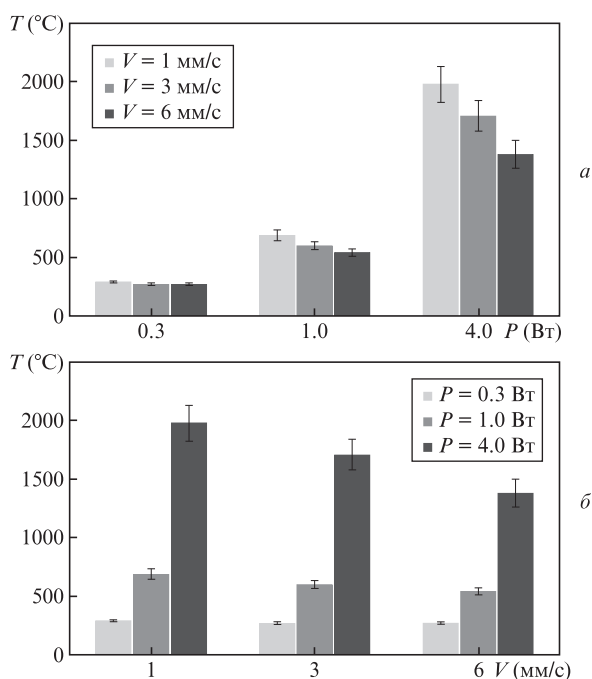 T (°C)
2000
1500
1000
500
0
V = 1 мм/с
V = 3 мм/с
V = 6 мм/с
0.3 1.0 4.0 P (Вт)
а
T (°C)
2000
1500
1000
500
0
P = 0.3 Вт
P = 1.0 Вт
P = 4.0 Вт
1 3 6 V (мм/с)
б